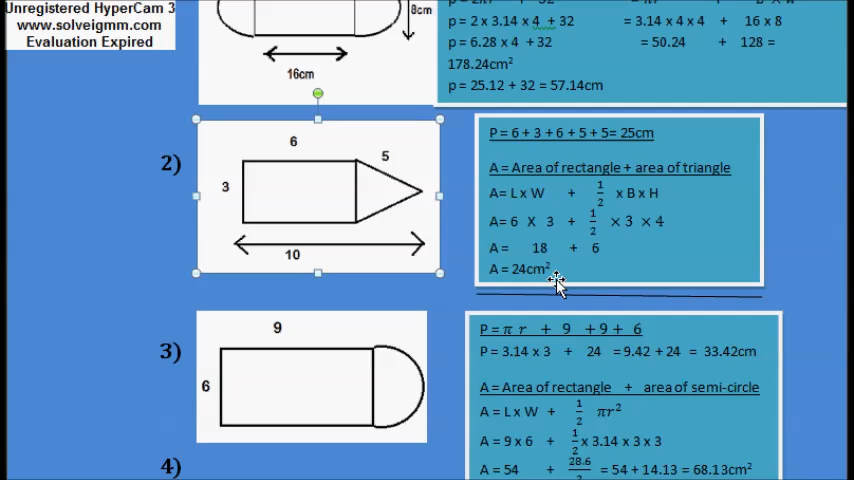 Unregistered HyperCam 3
www.solveigmm.com
Evaluation Expired
8cm
16cm
p = 2 x 3.14 x 4 + 32 = 3.14 x 4 x 4 + 16 x 8
p = 6.28 x 4 + 32 = 50.24 + 128 =
178.24cm²
p = 25.12 + 32 = 57.14cm
2)
6
5
3
10
P = 6 + 3 + 6 + 5 + 5= 25cm
A = Area of rectangle + area of triangle
A= L x W + 1/2 x B x H
A= 6 X 3 + 1/2 × 3 × 4
A = 18 + 6
A = 24cm²
3)
9
6
P = π r + 9 + 9 + 6
P = 3.14 x 3 + 24 = 9.42 + 24 = 33.42cm
A = Area of rectangle + area of semi-circle
A = L x W + 1/2 πr²
A = 9 x 6 + 1/2 x 3.14 x 3 x 3
A = 54 + 28.6/2 = 54 + 14.13 = 68.13cm²
4)